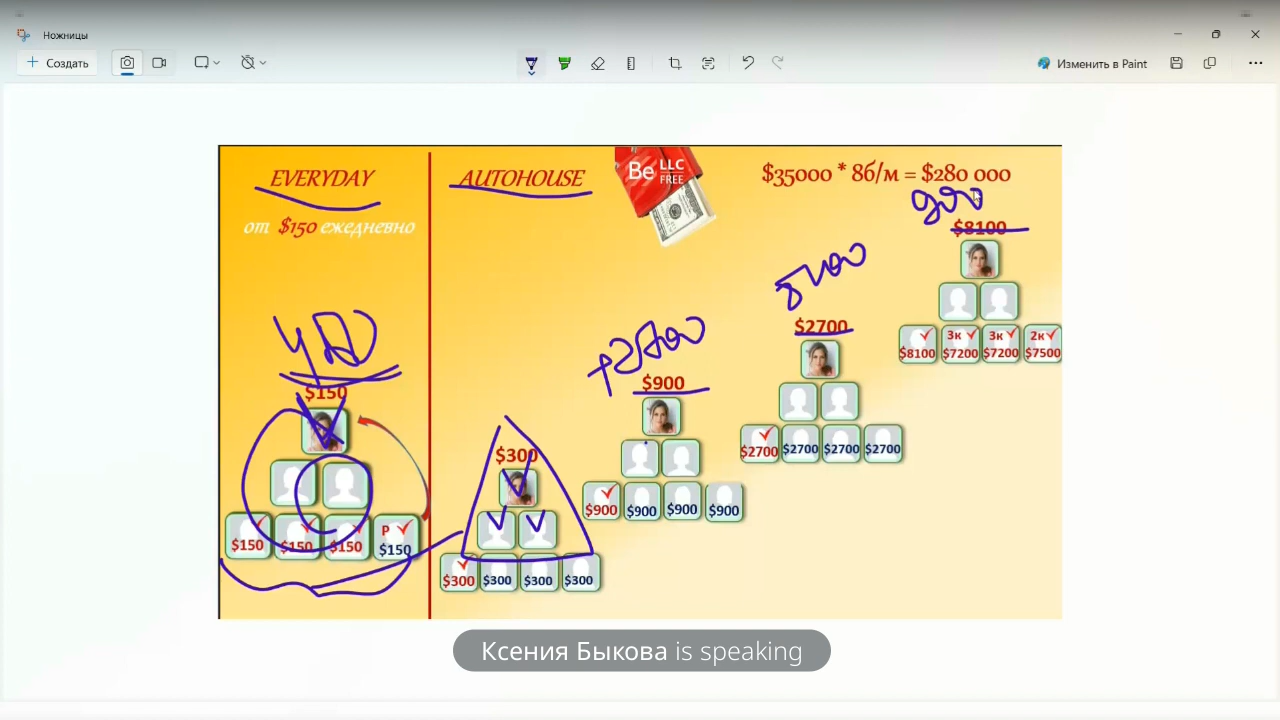 Ножницы
Создать
Изменить в Paint
EVERYDAY
от $150 ежедневно
AUTOHOUSE
Be LLC FREE
$35000 * 8б/м = $280 000
$8100
$8100 3к $7200 3к $7200 2к $7500
$2700
$2700 $2700 $2700 $2700
$900
$900 $900 $900 $900
$150
$150 $150 $150 Р $150
$300
$300 $300 $300 $300
Ксения Быкова is speaking